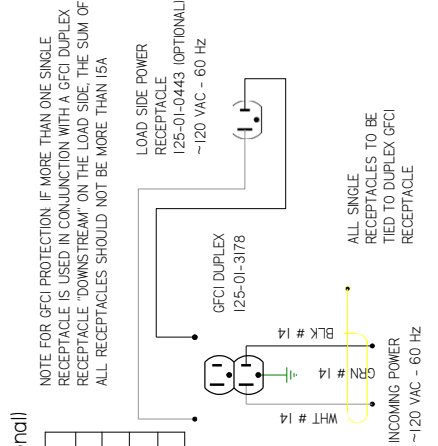 onal)
NOTE FOR GFCI PROTECTION: IF MORE THAN ONE SINGLE
RECEPTACLE IS USED IN CONJUNCTION WITH A GFCI DUPLEX
RECEPTACLE "DOWNSTREAM" ON THE LOAD SIDE, THE SUM OF
ALL RECEPTACLES SHOULD NOT BE MORE THAN 15A
LOAD SIDE POWER
RECEPTACLE
125-01-0443 (OPTIONAL)
~120 VAC - 60 Hz
GFCI DUPLEX
125-01-3178
BLK # 14
GRN # 14
WHT # 14
ALL SINGLE
RECEPTACLES TO BE
TIED TO DUPLEX GFCI
RECEPTACLE
INCOMING POWER
~120 VAC - 60 Hz